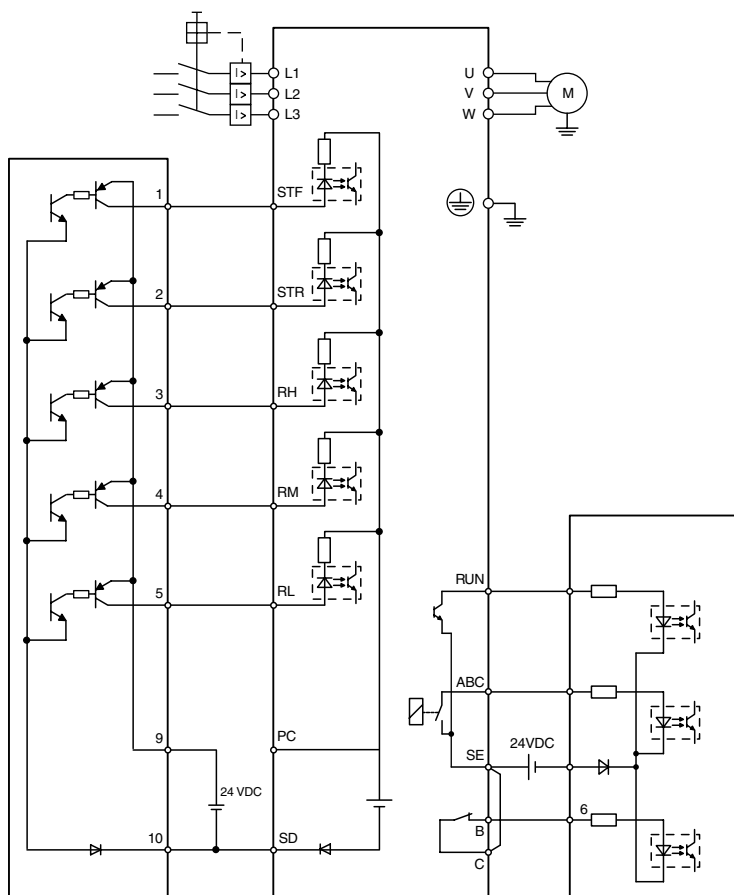 I> L1
I> L2
I> L3
U
V
W
M
1 STF
2 STR
3 RH
4 RM
5 RL
RUN
ABC
9 PC
SE 24VDC
24 VDC
10 SD
B 6
C